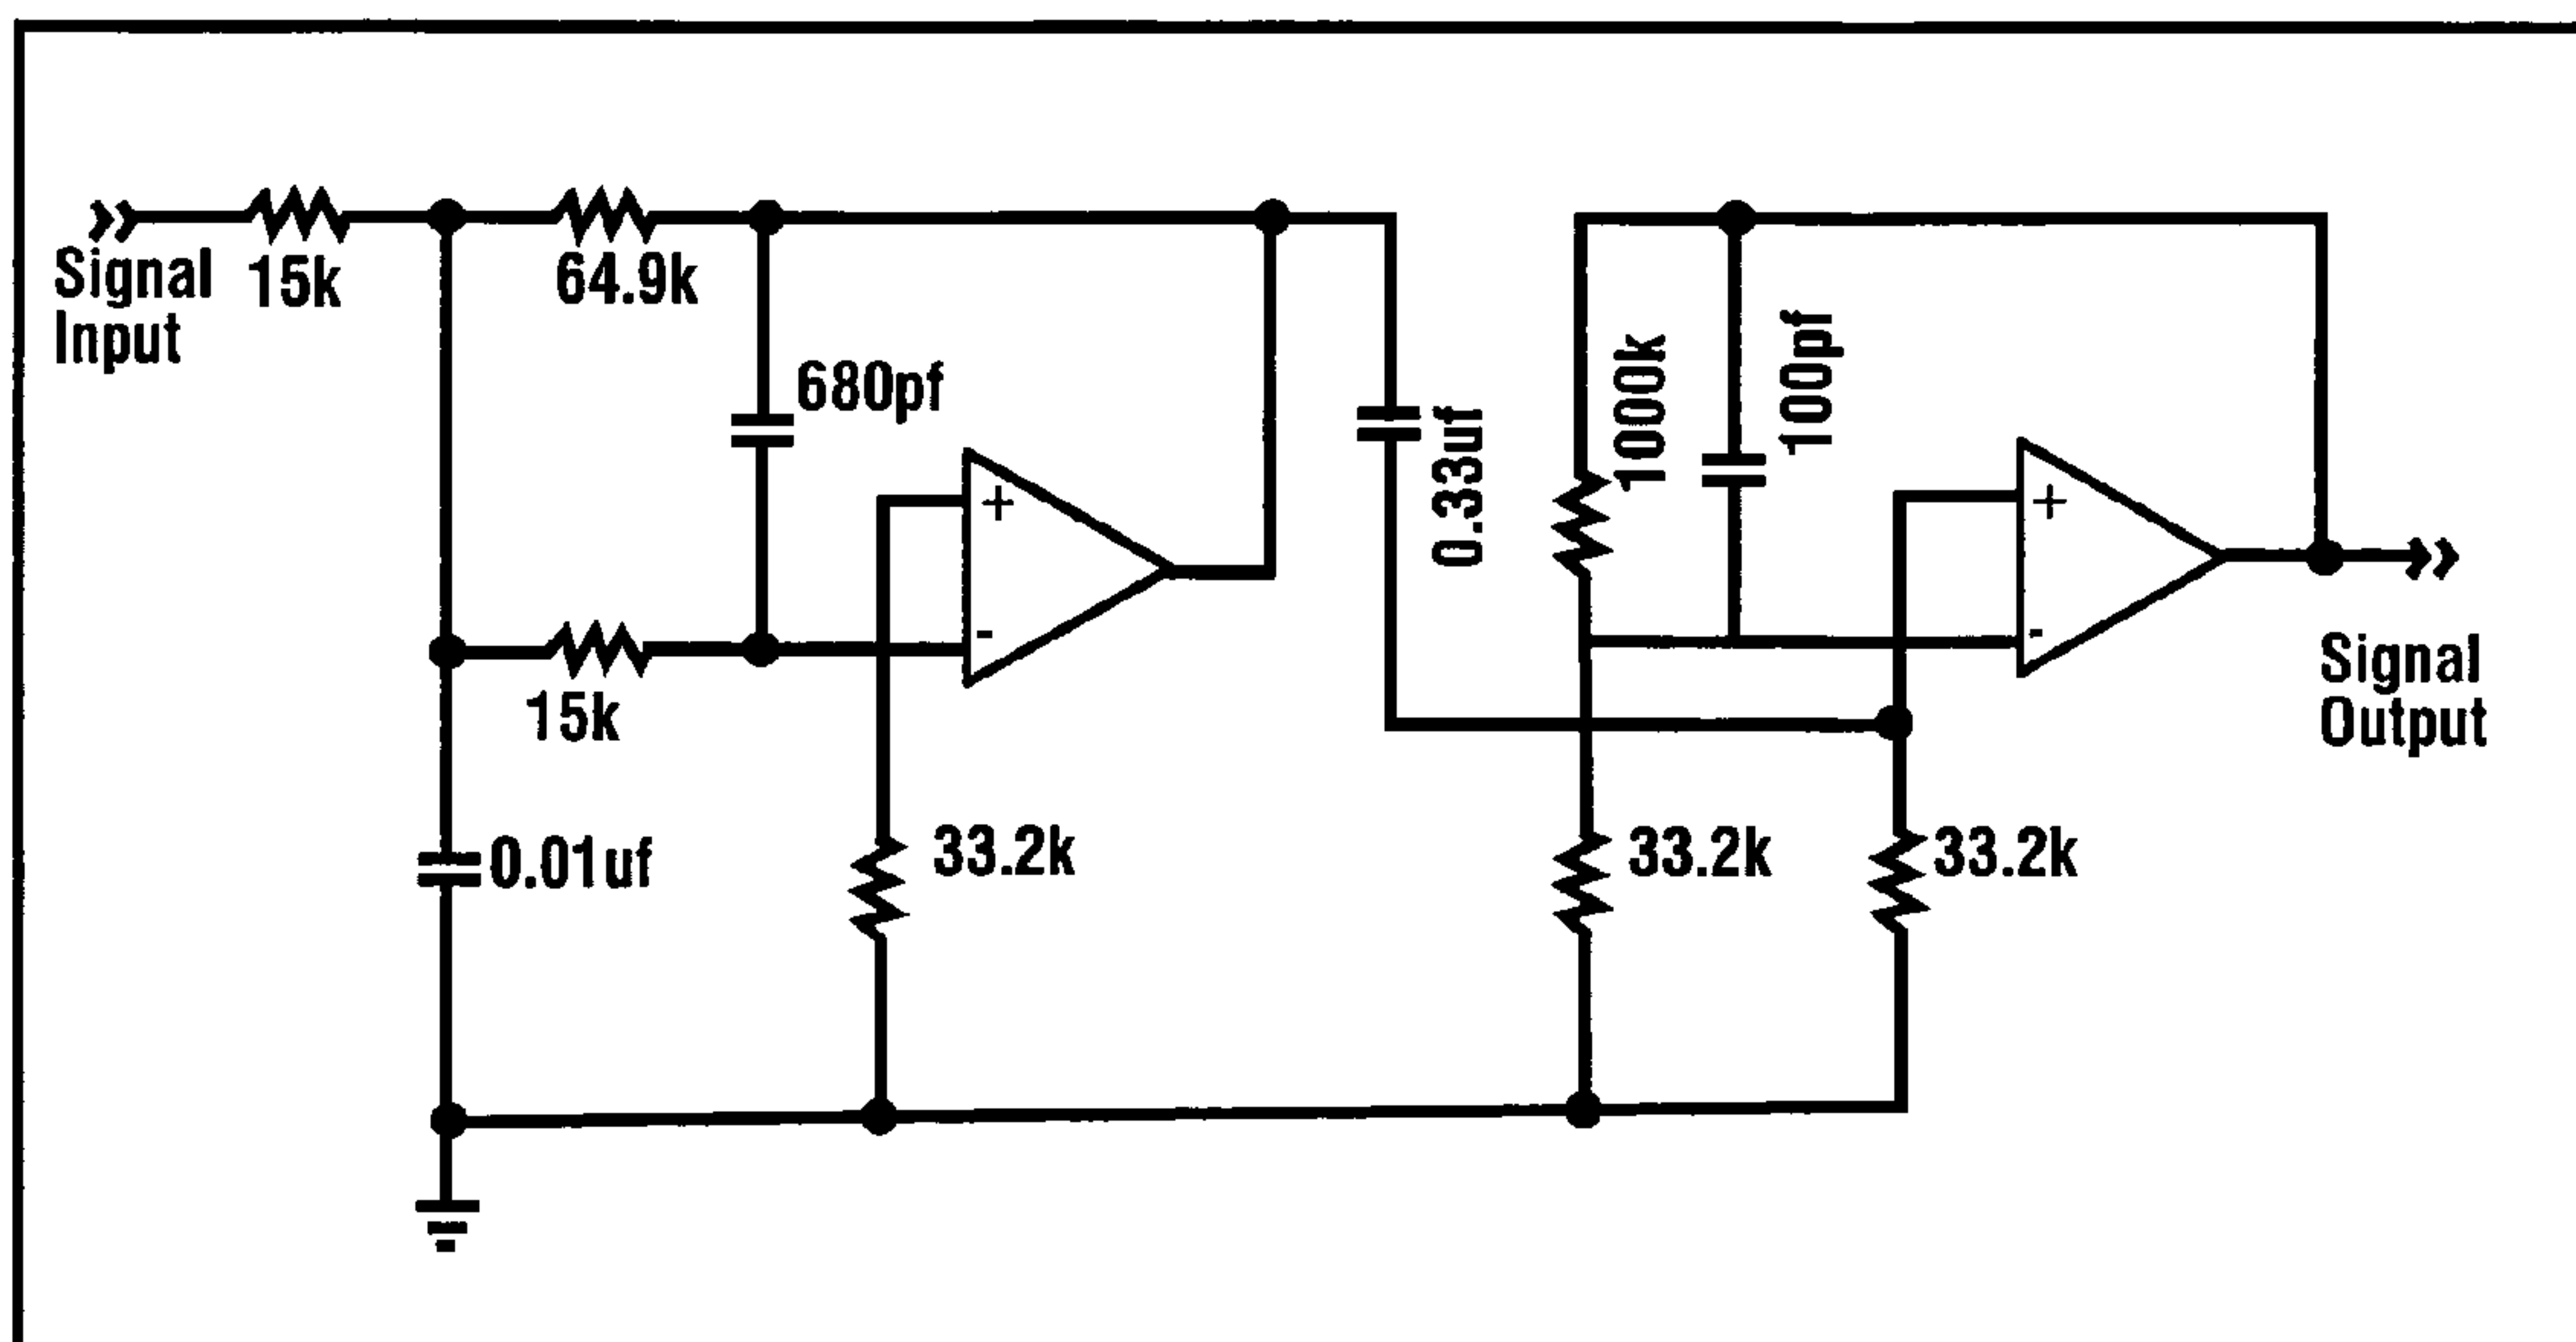 Signal
Input
15k
64.9k
680pf
+
-
15k
0.01uf
33.2k
0.33uf
1000k
100pf
+
-
33.2k
33.2k
Signal
Output